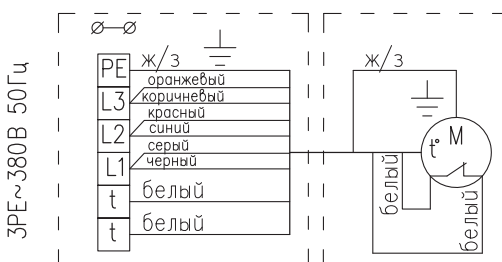 3PE~380В 50Гц
PE Ж/З
оранжевый
L3 коричневый
красный
L2 синий
серый
L1 черный
t белый
t белый
Ж/З
t° M
белый
белый